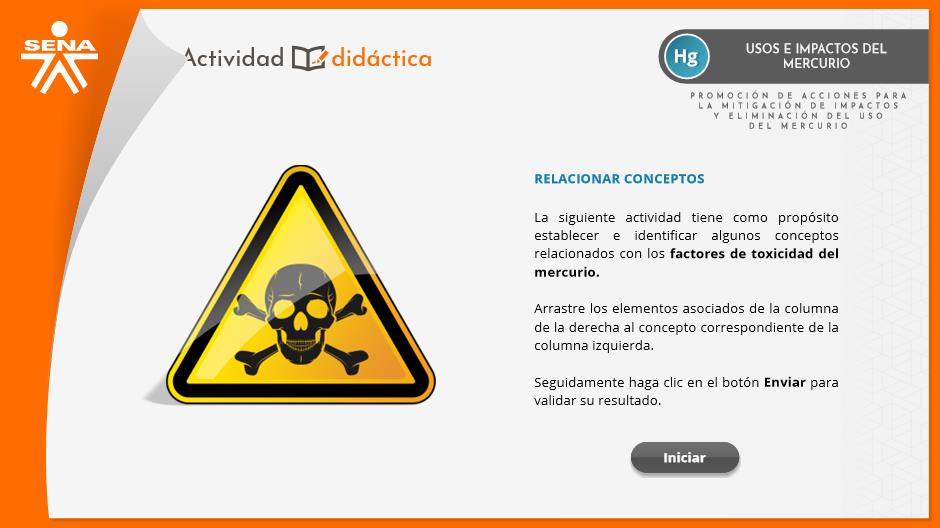 SENA
Actividad didáctica
Hg
USOS E IMPACTOS DEL
MERCURIO
PROMOCIÓN DE ACCIONES PARA
LA MITIGACIÓN DE IMPACTOS
Y ELIMINACIÓN DEL USO
DEL MERCURIO
RELACIONAR CONCEPTOS
La siguiente actividad tiene como propósito
establecer e identificar algunos conceptos
relacionados con los factores de toxicidad del
mercurio.
Arrastre los elementos asociados de la columna
de la derecha al concepto correspondiente de la
columna izquierda.
Seguidamente haga clic en el botón Enviar para
validar su resultado.
Iniciar